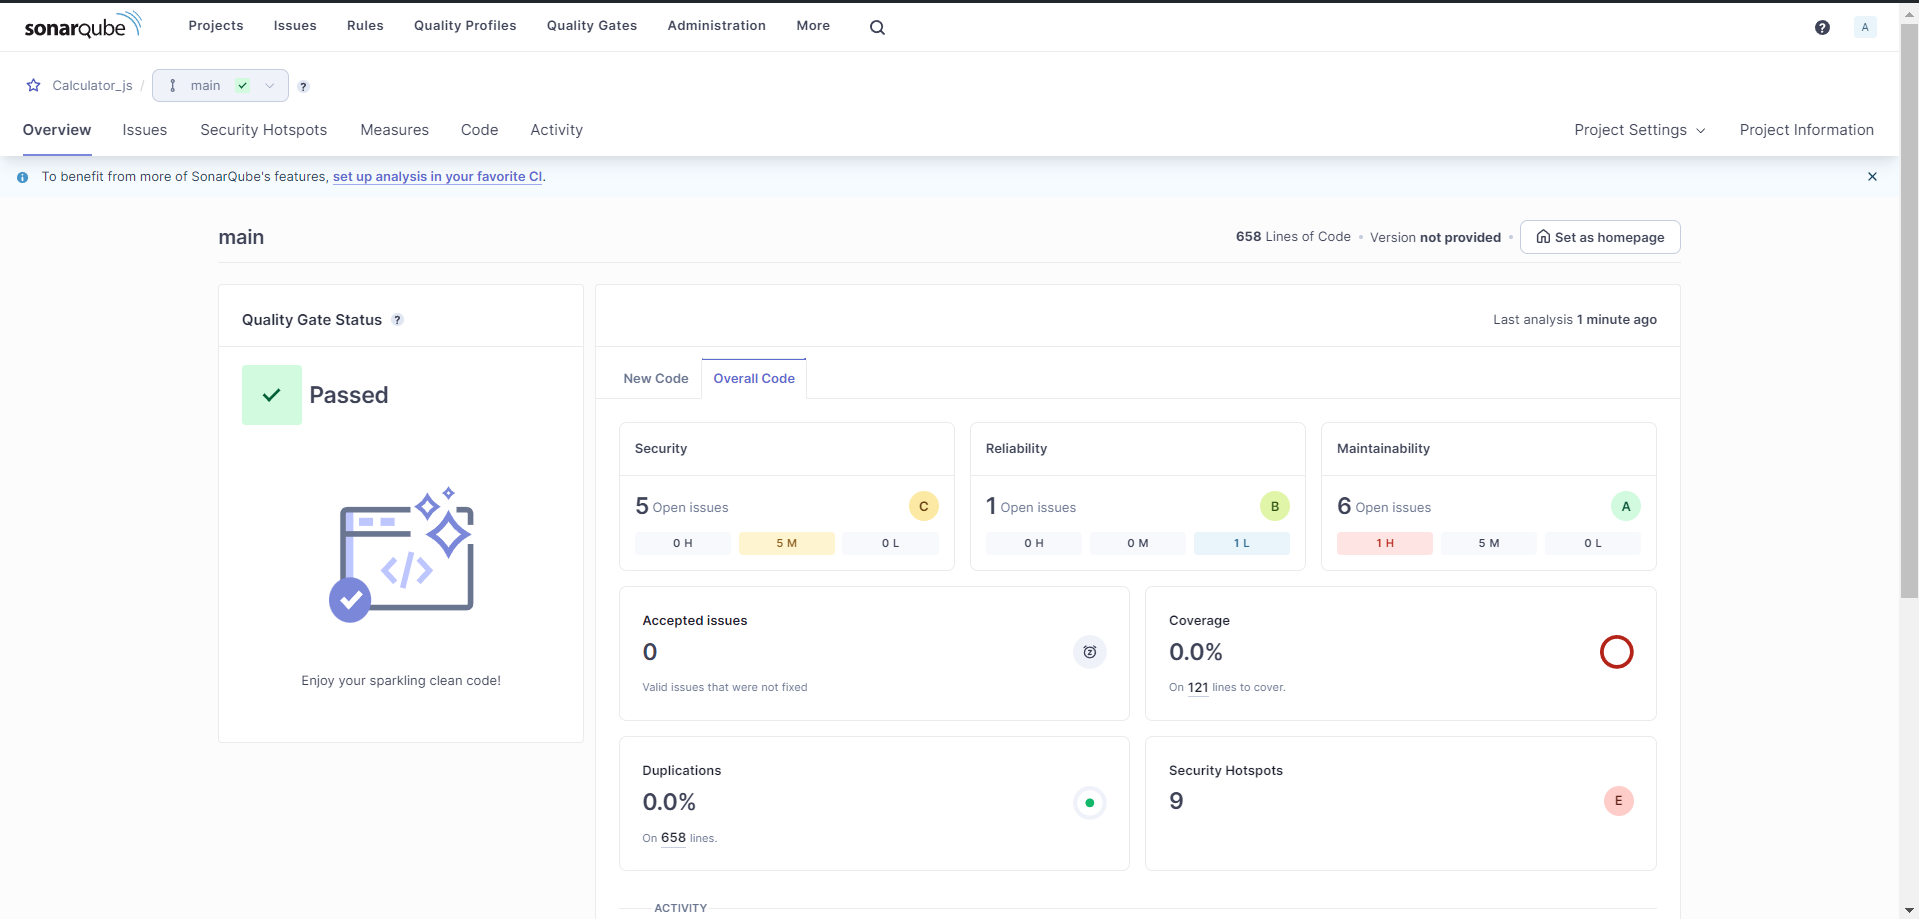 sonarqube Projects Issues Rules Quality Profiles Quality Gates Administration More ? A
Calculator_js / main ?
Overview Issues Security Hotspots Measures Code Activity Project Settings Project Information
To benefit from more of SonarQube's features, set up analysis in your favorite CI.
main 658 Lines of Code • Version not provided • Set as homepage
Quality Gate Status ?
Passed
</>
Enjoy your sparkling clean code!
Last analysis 1 minute ago
New Code Overall Code
Security
5 Open issues C
0 H 5 M 0 L
Reliability
1 Open issues B
0 H 0 M 1 L
Maintainability
6 Open issues A
1 H 5 M 0 L
Accepted issues
0
Valid issues that were not fixed
Coverage
0.0%
On 121 lines to cover.
Duplications
0.0%
On 658 lines.
Security Hotspots
9 E
ACTIVITY